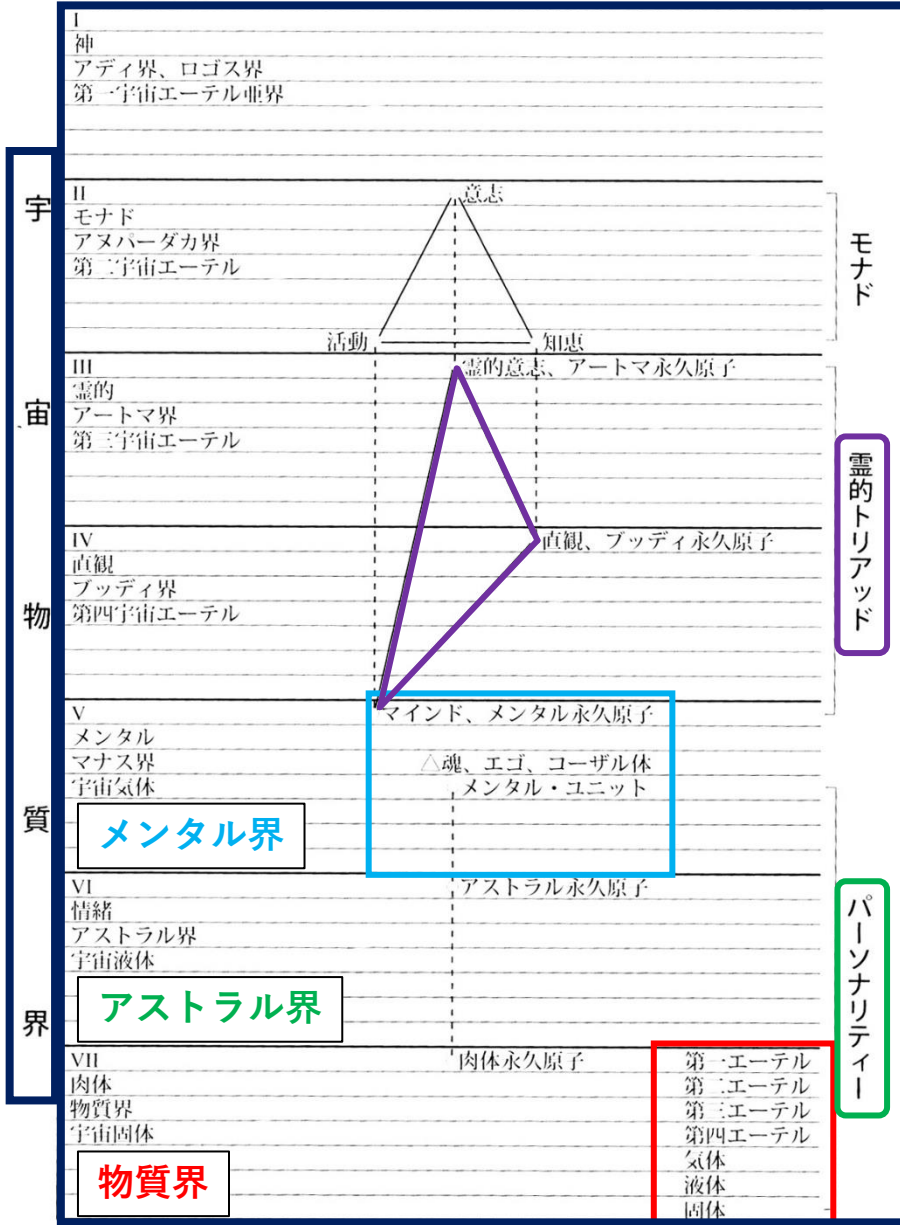 I
神
アディ界、ロゴス界
第一宇宙エーテル亜界
宇宙物質界
II
意志
モナド
アヌパーダカ界
第二宇宙エーテル
活動
知恵
モナド
III
霊的意志、アートマ永久原子
霊的
アートマ界
第三宇宙エーテル
霊的トリアッド
IV
直観、ブッディ永久原子
直観
ブッディ界
第四宇宙エーテル
V
マインド、メンタル永久原子
メンタル
マナス界
△魂、エゴ、コーザル体
宇宙気体
メンタル・ユニット
メンタル界
VI
アストラル永久原子
情緒
アストラル界
宇宙液体
アストラル界
パーソナリティー
VII
肉体永久原子
第一エーテル
肉体
第二エーテル
物質界
第三エーテル
宇宙固体
第四エーテル
気体
物質界
液体
固体